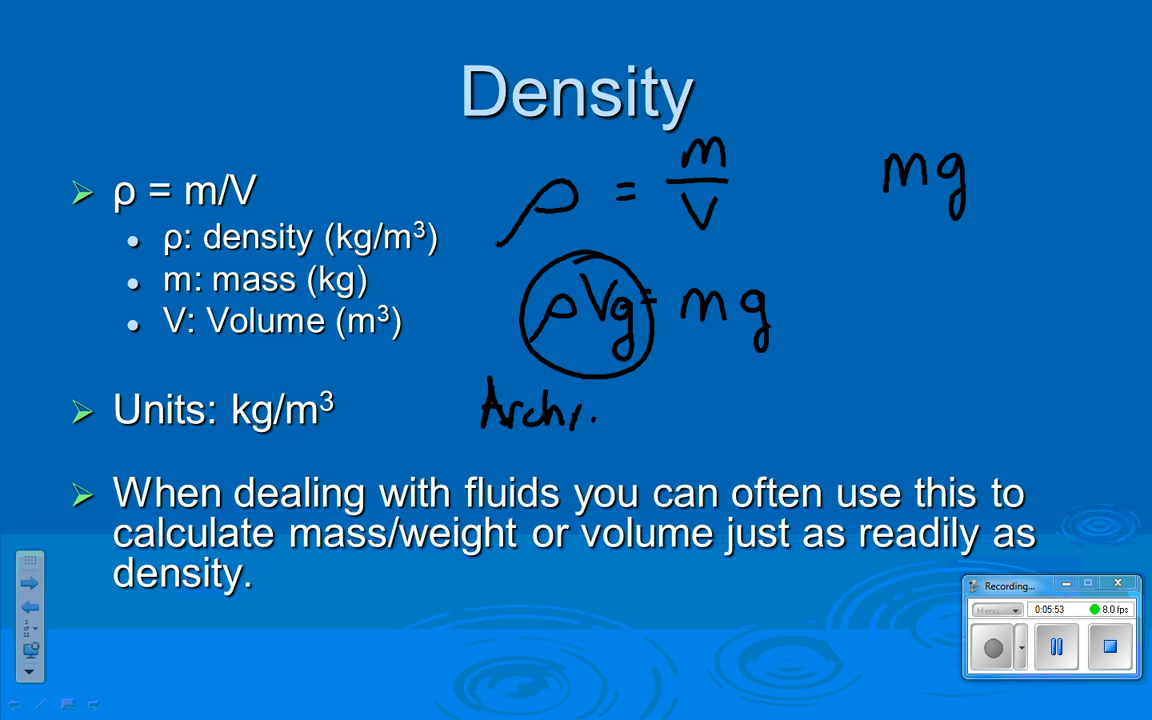 Density
ρ = m/V
ρ: density (kg/m³)
m: mass (kg)
V: Volume (m³)
Units: kg/m³
When dealing with fluids you can often use this to
calculate mass/weight or volume just as readily as
density.
ρ = m/V
mg
ρVg = mg
Archi.
Recording...
Menu
0:05:53
8.0 fps